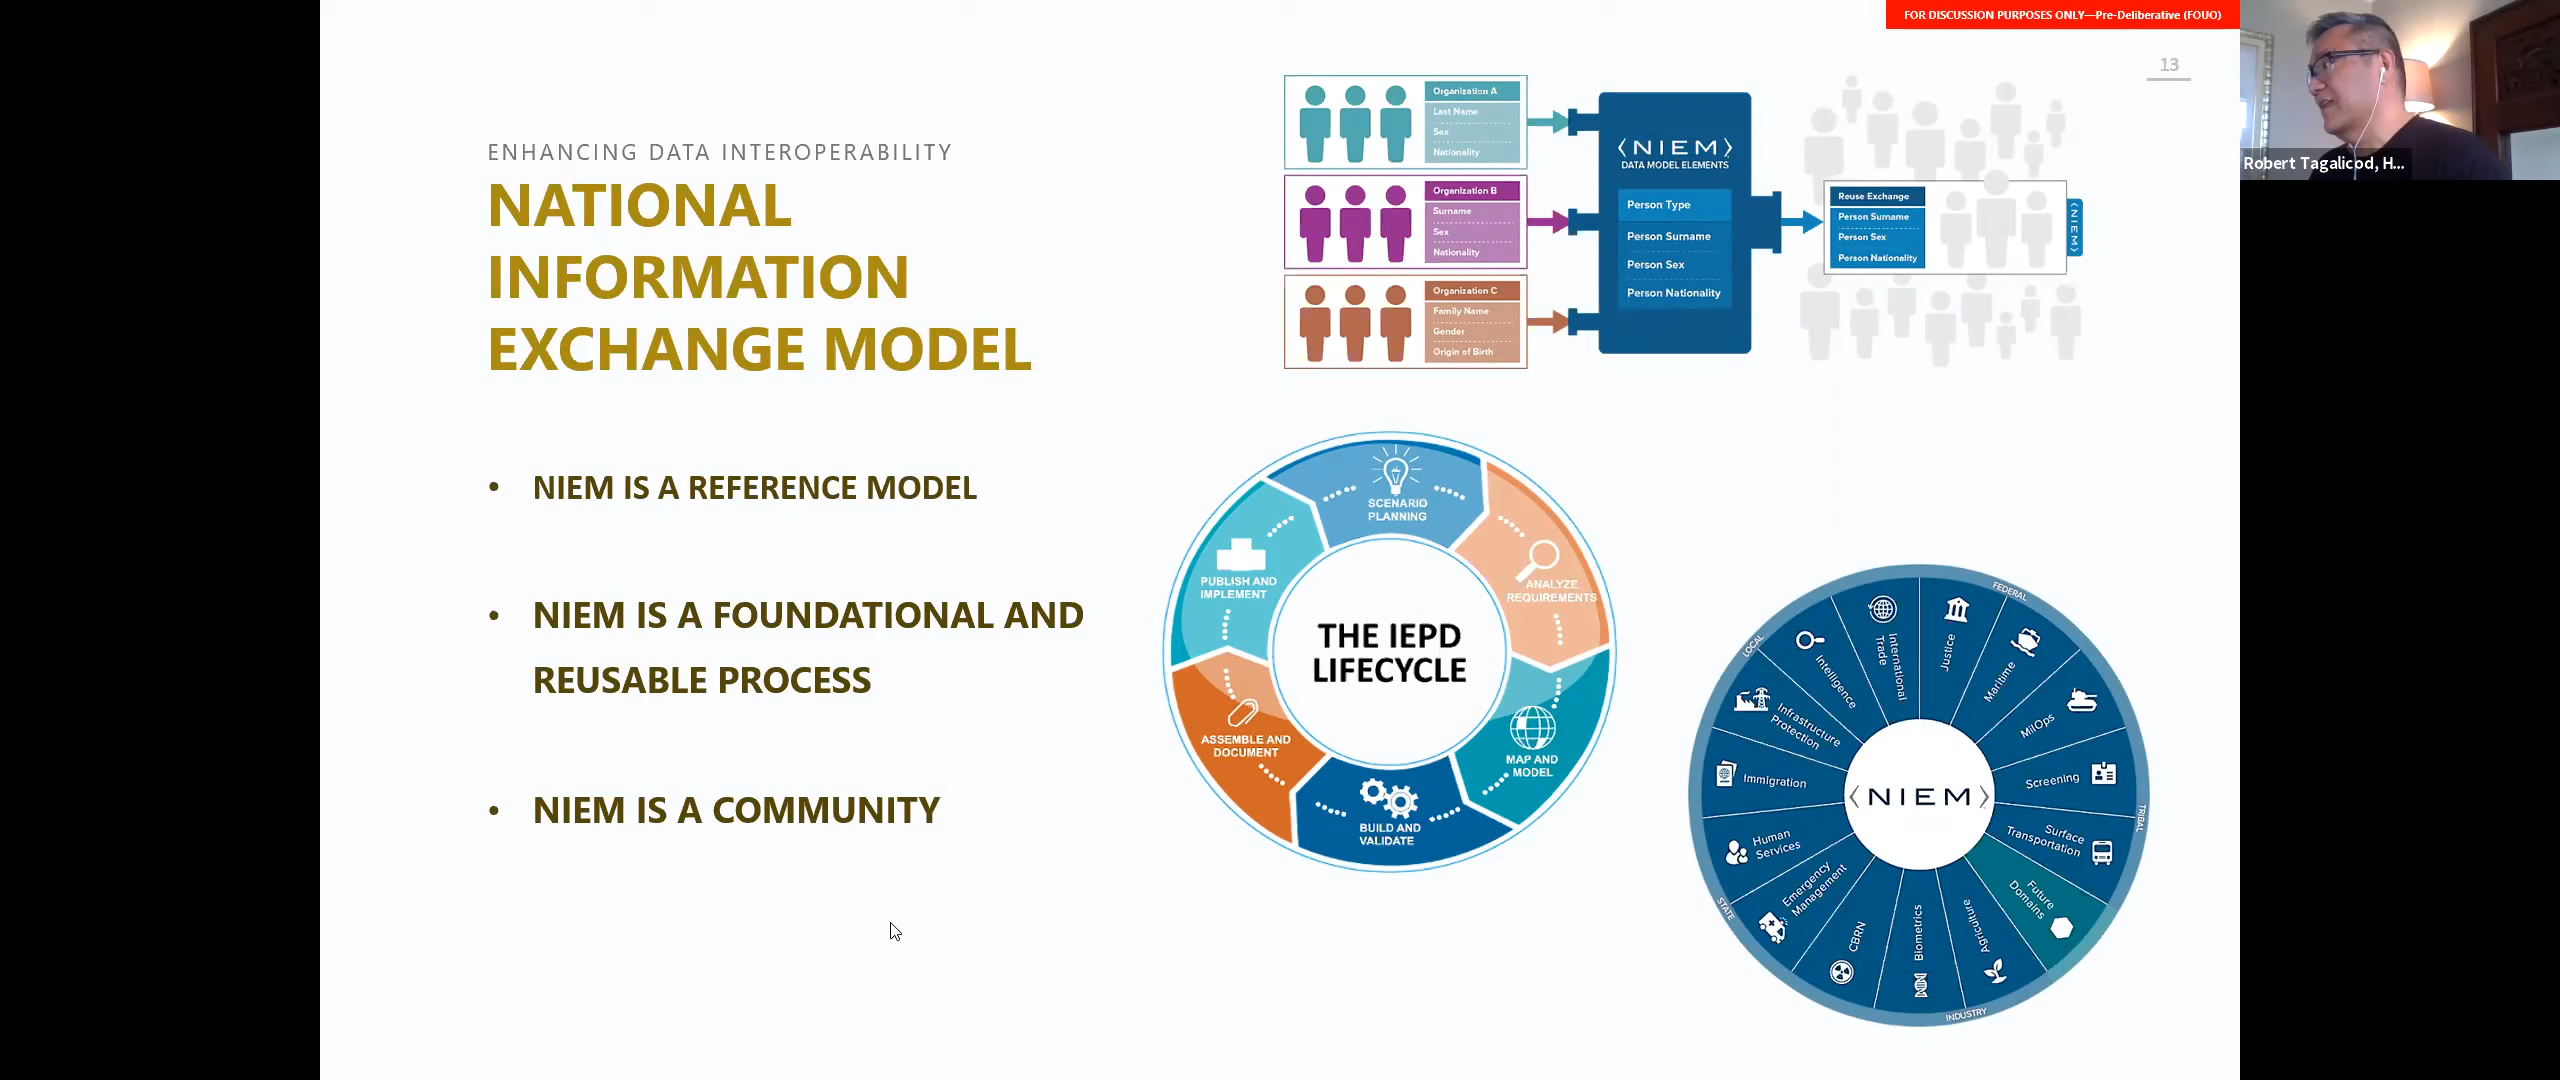 FOR DISCUSSION PURPOSES ONLY—Pre-Deliberative (FOUO)
13
Robert Tagalicod, H...
ENHANCING DATA INTEROPERABILITY
NATIONAL
INFORMATION
EXCHANGE MODEL
• NIEM IS A REFERENCE MODEL
• NIEM IS A FOUNDATIONAL AND
REUSABLE PROCESS
• NIEM IS A COMMUNITY
Organization A
Last Name
Sex
Nationality
Organization B
Surname
Sex
Nationality
Organization C
Family Name
Gender
Origin of Birth
⟨NIEM⟩
DATA MODEL ELEMENTS
Person Type
Person Surname
Person Sex
Person Nationality
Reuse Exchange
Person Surname
Person Sex
Person Nationality
⟨NIEM⟩
THE IEPD
LIFECYCLE
SCENARIO
PLANNING
ANALYZE
REQUIREMENTS
MAP AND
MODEL
BUILD AND
VALIDATE
ASSEMBLE AND
DOCUMENT
PUBLISH AND
IMPLEMENT
⟨NIEM⟩
FEDERAL
TRIBAL
INDUSTRY
STATE
LOCAL
Justice
Maritime
MilOps
Screening
Surface
Transportation
Future
Domains
Agriculture
Biometrics
CBRN
Emergency
Management
Human
Services
Immigration
Infrastructure
Protection
Intelligence
International
Trade